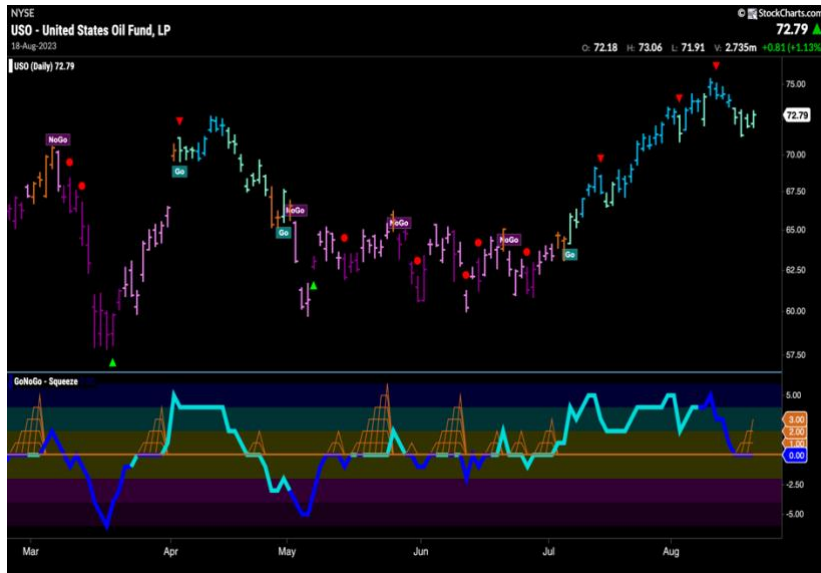 NYSE
© StockCharts.com
USO - United States Oil Fund, LP
72.79
18-Aug-2023
O: 72.18 H: 73.06 L: 71.91 V: 2.735m +0.81 (+1.13%
USO (Daily) 72.79
75.00
72.79
70.00
67.50
65.00
62.50
60.00
57.50
NoGo
Go
Go
NoGo
NoGo
NoGo
Go
GoNoGo - Squeeze
5.00
3.00
2.00
1.00
0.00
-2.50
-5.00
Mar Apr May Jun Jul Aug